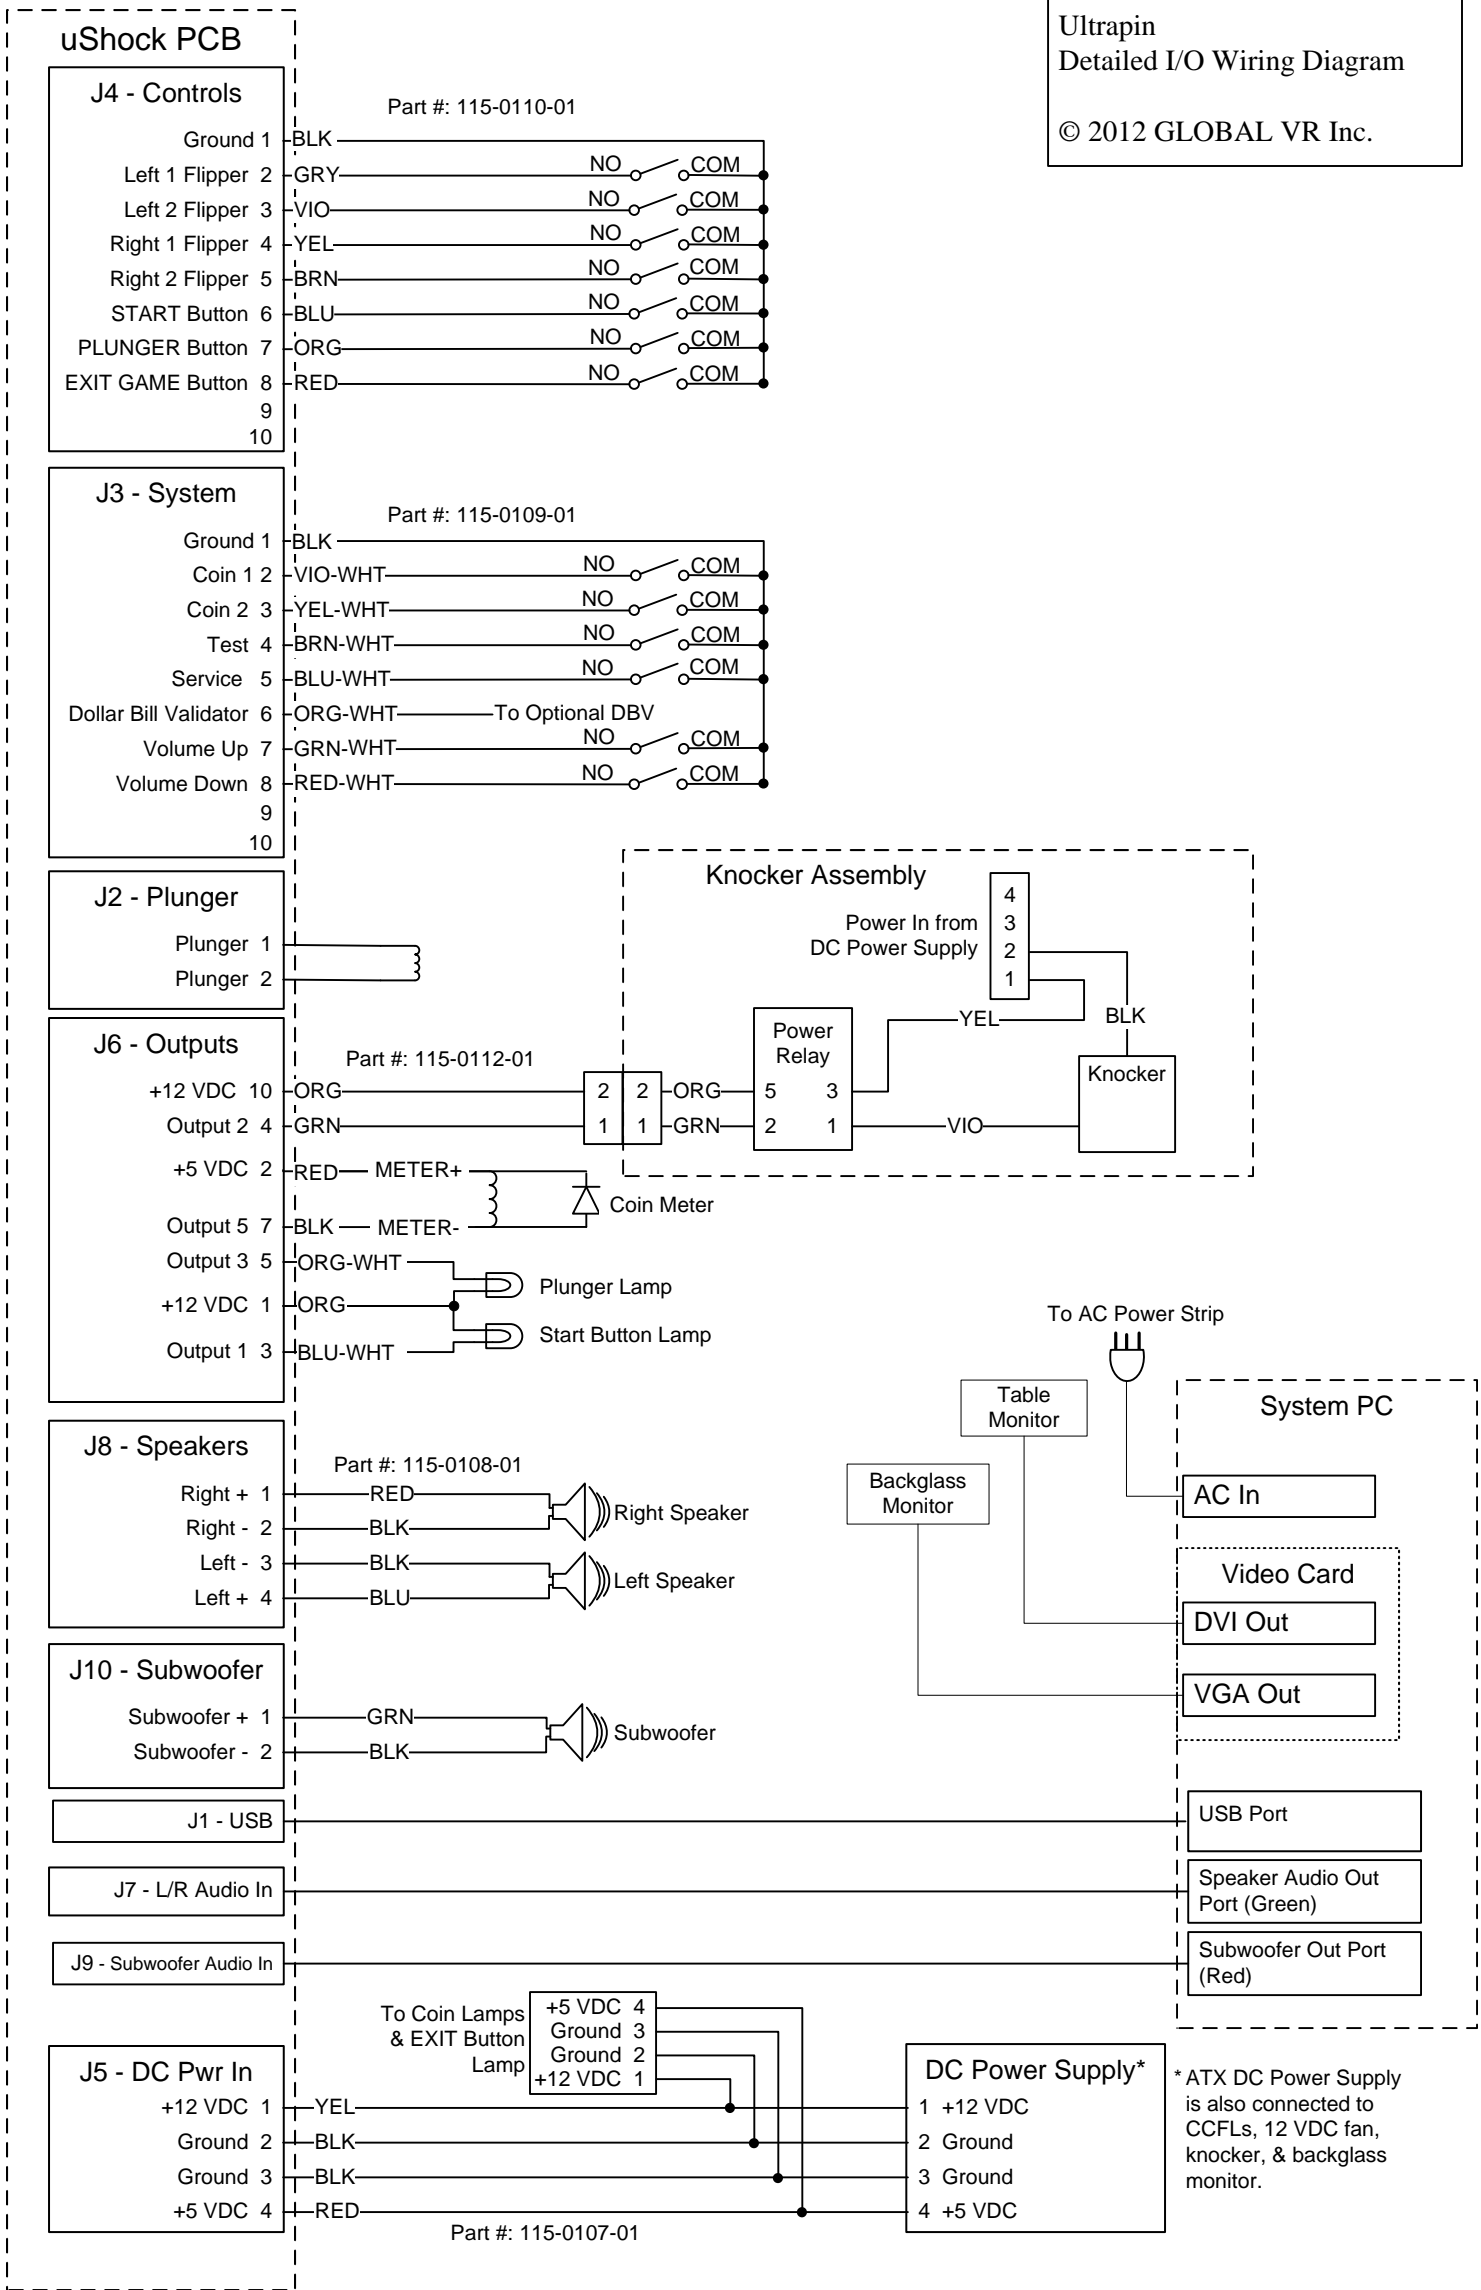 Ultrapin
Detailed I/O Wiring Diagram
© 2012 GLOBAL VR Inc.
uShock PCB
J4 - Controls
Part #: 115-0110-01
Ground 1 BLK
Left 1 Flipper 2 GRY NO COM
Left 2 Flipper 3 VIO NO COM
Right 1 Flipper 4 YEL NO COM
Right 2 Flipper 5 BRN NO COM
START Button 6 BLU NO COM
PLUNGER Button 7 ORG NO COM
EXIT GAME Button 8 RED NO COM
9
10
J3 - System
Part #: 115-0109-01
Ground 1 BLK
Coin 1 2 VIO-WHT NO COM
Coin 2 3 YEL-WHT NO COM
Test 4 BRN-WHT NO COM
Service 5 BLU-WHT NO COM
Dollar Bill Validator 6 ORG-WHT To Optional DBV
Volume Up 7 GRN-WHT NO COM
Volume Down 8 RED-WHT NO COM
9
10
J2 - Plunger
Plunger 1
Plunger 2
Knocker Assembly
Power In from
DC Power Supply
4
3
2
1
YEL
BLK
Power
Relay
Knocker
J6 - Outputs
Part #: 115-0112-01
+12 VDC 10 ORG 2 2 ORG 5 3
Output 2 4 GRN 1 1 GRN 2 1 VIO
+5 VDC 2 RED METER+
Coin Meter
Output 5 7 BLK METER-
Output 3 5 ORG-WHT
Plunger Lamp
+12 VDC 1 ORG
Start Button Lamp
Output 1 3 BLU-WHT
To AC Power Strip
Table
Monitor
Backglass
Monitor
System PC
AC In
Video Card
DVI Out
VGA Out
J8 - Speakers
Part #: 115-0108-01
Right + 1 RED
Right - 2 BLK
Right Speaker
Left - 3 BLK
Left + 4 BLU
Left Speaker
J10 - Subwoofer
Subwoofer + 1 GRN
Subwoofer - 2 BLK
Subwoofer
J1 - USB
USB Port
J7 - L/R Audio In
Speaker Audio Out
Port (Green)
J9 - Subwoofer Audio In
Subwoofer Out Port
(Red)
To Coin Lamps
& EXIT Button
Lamp
+5 VDC 4
Ground 3
Ground 2
+12 VDC 1
J5 - DC Pwr In
+12 VDC 1 YEL
Ground 2 BLK
Ground 3 BLK
+5 VDC 4 RED
Part #: 115-0107-01
DC Power Supply*
1 +12 VDC
2 Ground
3 Ground
4 +5 VDC
* ATX DC Power Supply
is also connected to
CCFLs, 12 VDC fan,
knocker, & backglass
monitor.